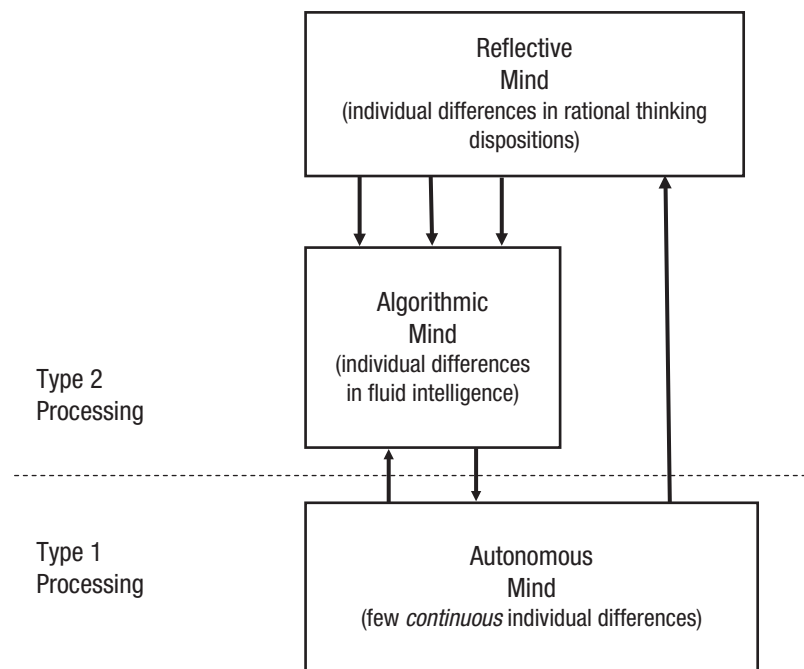 Reflective
Mind
(individual differences in rational thinking
dispositions)
Algorithmic
Mind
(individual differences
in fluid intelligence)
Type 2
Processing
Type 1
Processing
Autonomous
Mind
(few continuous individual differences)